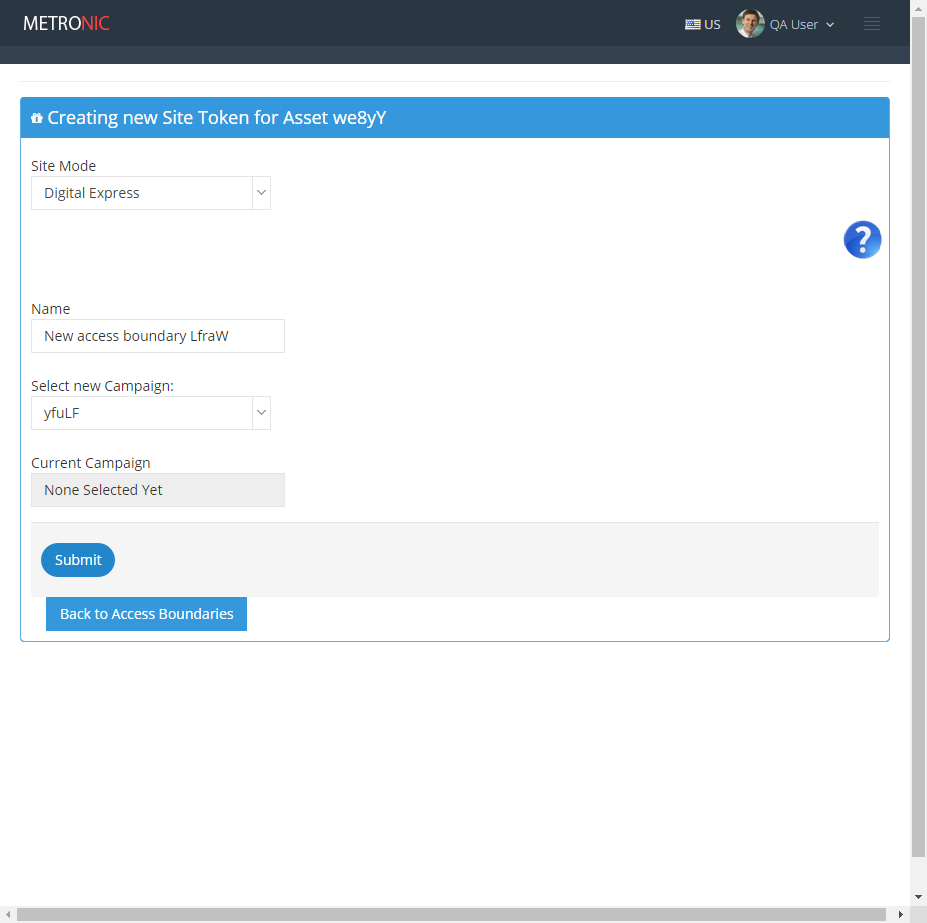 METRONIC
US
QA User
Creating new Site Token for Asset we8yY
Site Mode
Digital Express
?
Name
New access boundary LfraW
Select new Campaign:
yfuLF
Current Campaign
None Selected Yet
Submit
Back to Access Boundaries